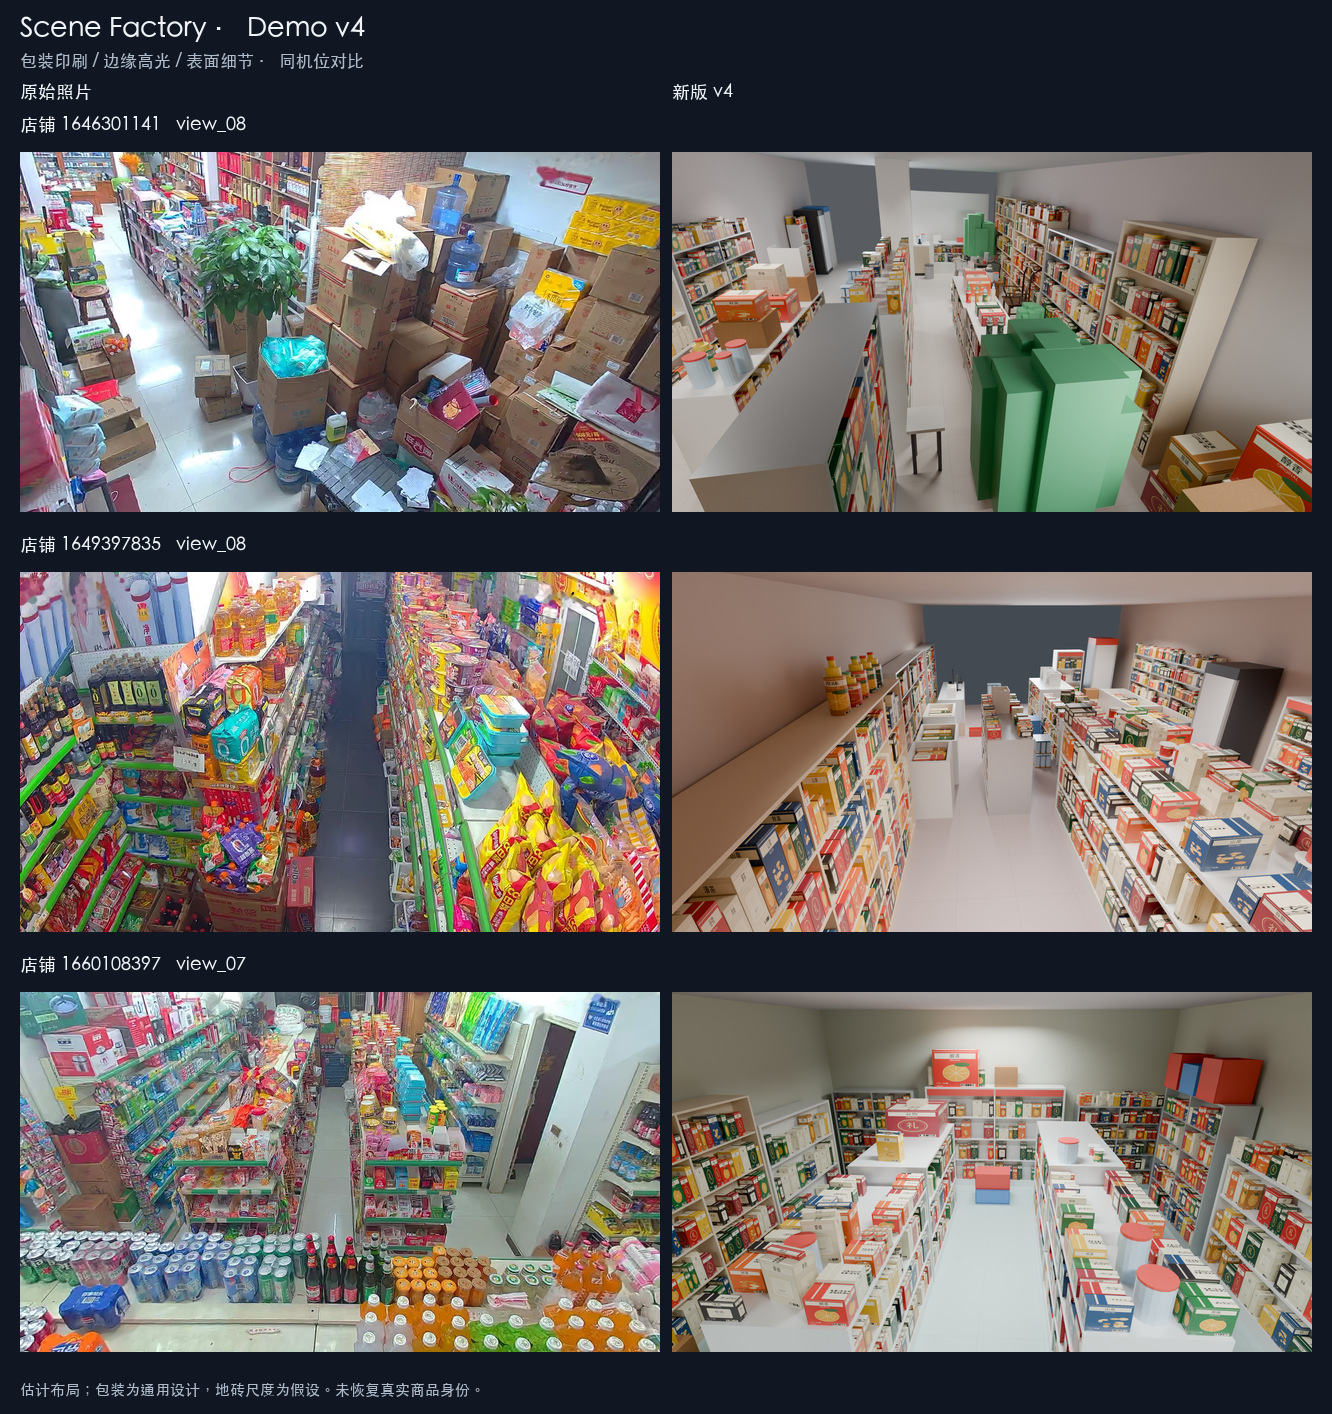 Scene Factory · Demo v4
包装印刷 / 边缘高光 / 表面细节 · 同机位对比
原始照片
新版 v4
店铺 1646301141 view_08
店铺 1649397835 view_08
店铺 1660108397 view_07
礼
估计布局；包装为通用设计，地砖尺度为假设。未恢复真实商品身份。